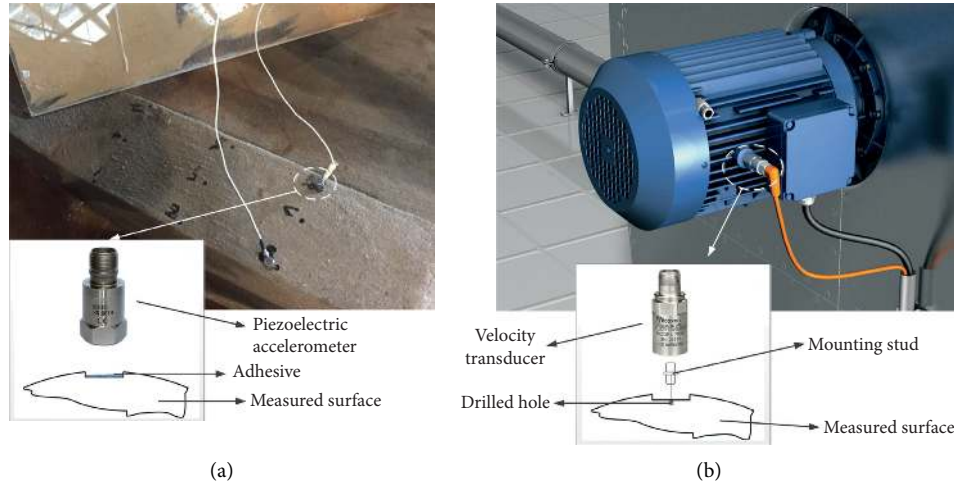 Piezoelectric
accelerometer
Adhesive
Measured surface
(a)
Velocity
transducer
Mounting stud
Drilled hole
Measured surface
(b)